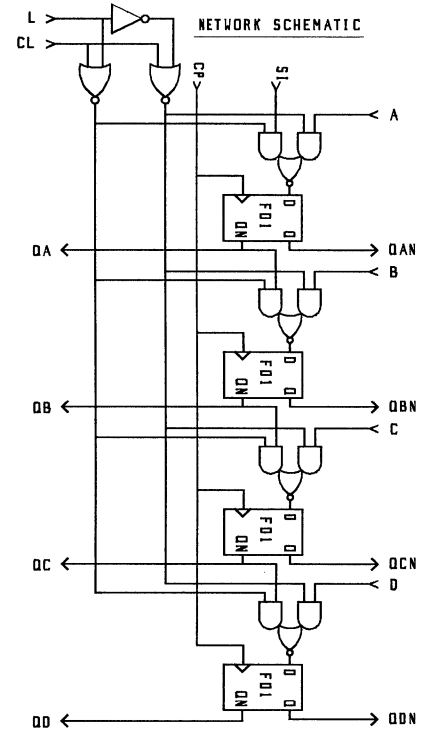 L
NETWORK SCHEMATIC
CL
CP
SI
A
D
FD1
QN
Q
QA
QAN
B
D
FD1
QN
Q
QB
QBN
C
D
FD1
QN
Q
QC
QCN
D
D
FD1
QN
Q
QD
QDN